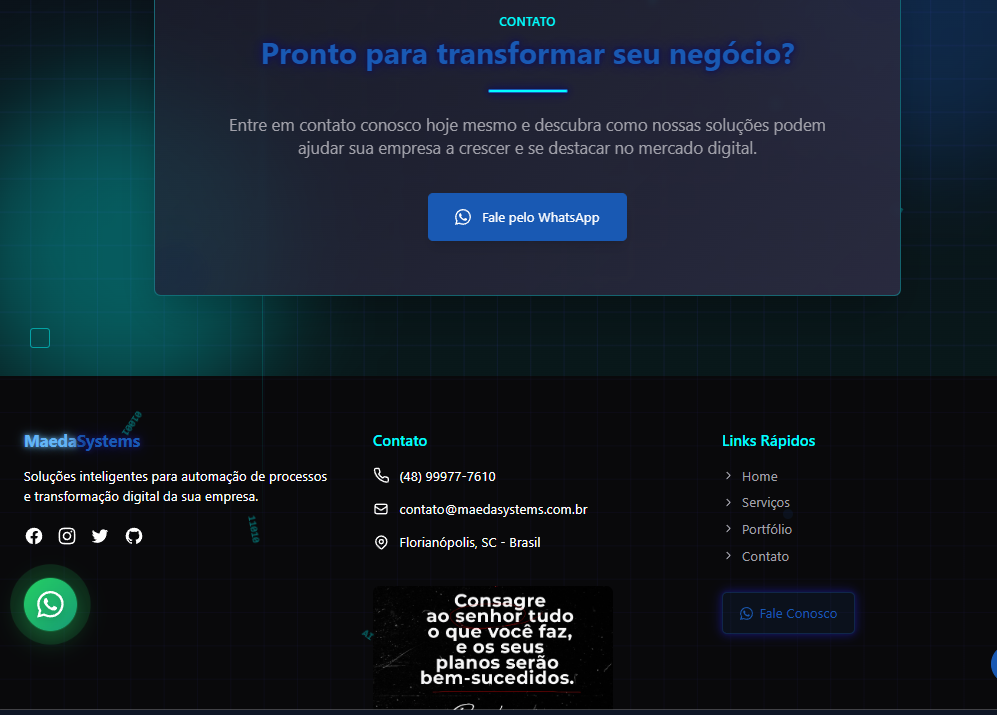 CONTATO
Pronto para transformar seu negócio?
Entre em contato conosco hoje mesmo e descubra como nossas soluções podem
ajudar sua empresa a crescer e se destacar no mercado digital.
Fale pelo WhatsApp
10010
MaedaSystems
Soluções inteligentes para automação de processos
e transformação digital da sua empresa.
11010
Contato
(48) 99977-7610
contato@maedasystems.com.br
Florianópolis, SC - Brasil
AI
Consagre
ao senhor tudo
o que você faz,
e os seus
planos serão
bem-sucedidos.
Links Rápidos
Home
Serviços
Portfólio
Contato
Fale Conosco